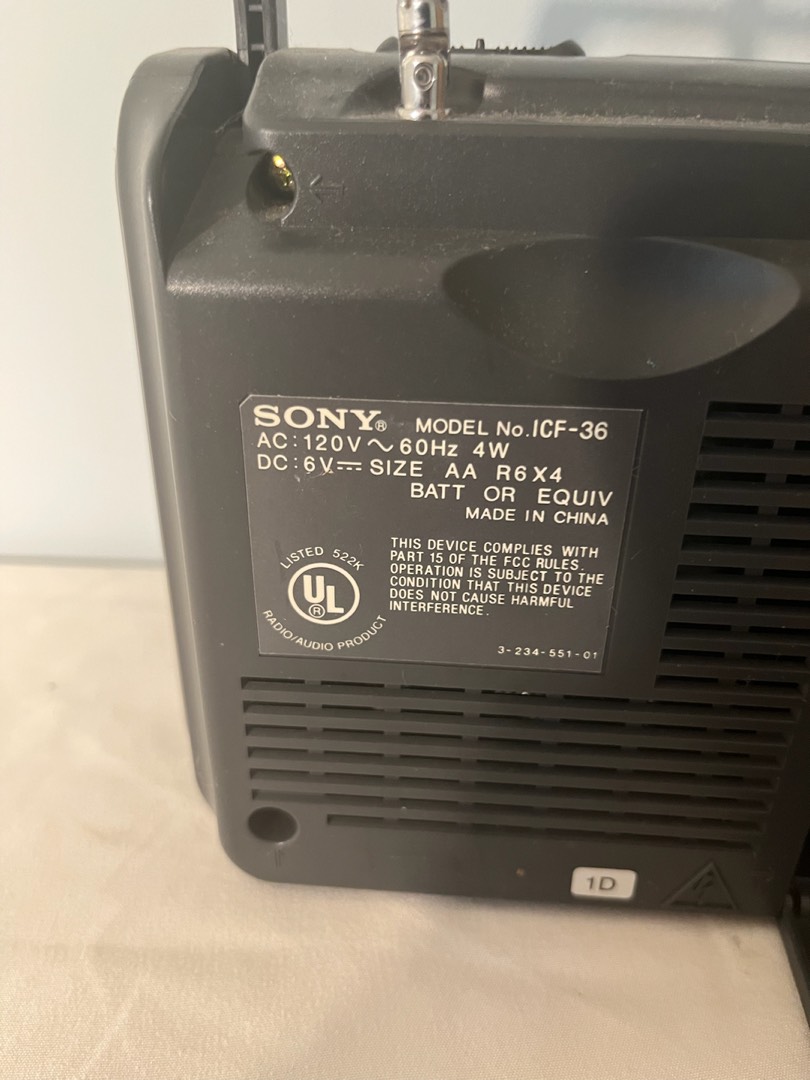 SONY® MODEL No.ICF-36
AC:120V~60Hz 4W
DC:6V⎓SIZE AA R6X4
BATT OR EQUIV
MADE IN CHINA
THIS DEVICE COMPLIES WITH
PART 15 OF THE FCC RULES.
OPERATION IS SUBJECT TO THE
CONDITION THAT THIS DEVICE
DOES NOT CAUSE HARMFUL
INTERFERENCE.
LISTED 522K
UL®
RADIO/AUDIO PRODUCT
3-234-551-01
1D